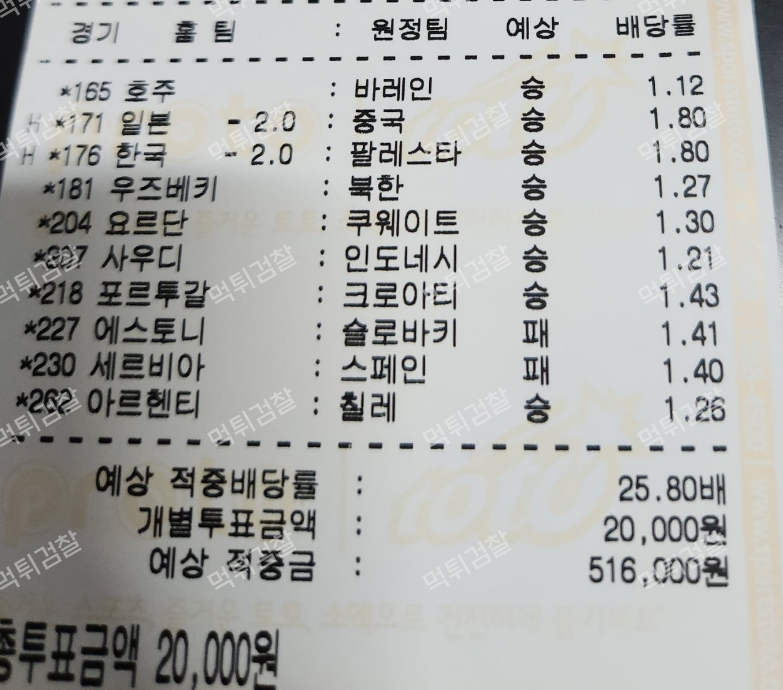 경기 홈 팀 : 원정팀 예상 배당률
*165 호주 : 바레인 승 1.12
H *171 일본 - 2.0 : 중국 승 1.80
H *176 한국 - 2.0 : 팔레스타 승 1.80
*181 우즈베키 : 북한 승 1.27
*204 요르단 : 쿠웨이트 승 1.30
*207 사우디 : 인도네시 승 1.21
*218 포르투갈 : 크로아티 승 1.43
*227 에스토니 : 슬로바키 패 1.41
*230 세르비아 : 스페인 패 1.40
*262 아르헨티 : 칠레 승 1.26
예상 적중배당률 : 25.80배
개별투표금액 : 20,000원
예상 적중금 : 516,000원
총투표금액 20,000원
먹튀검찰